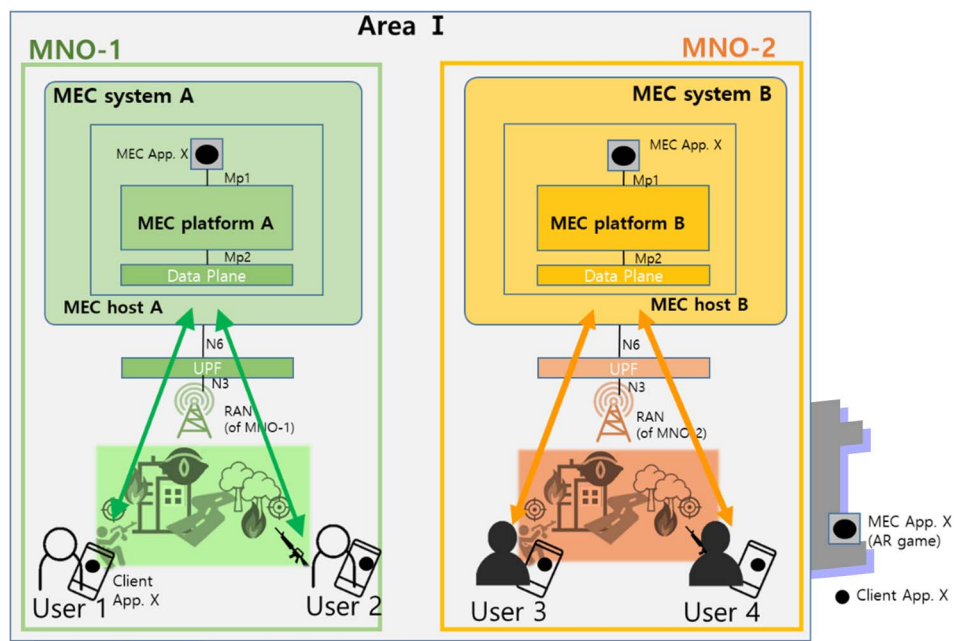 Area I
MNO-1
MNO-2
MEC system A
MEC App. X
Mp1
MEC platform A
Mp2
Data Plane
MEC host A
N6
UPF
N3
RAN
(of MNO-1)
User 1
Client
App. X
User 2
MEC system B
MEC App. X
Mp1
MEC platform B
Mp2
Data Plane
MEC host B
N6
UPF
N3
RAN
(of MNO-2)
User 3
User 4
MEC App. X
(AR game)
Client App. X